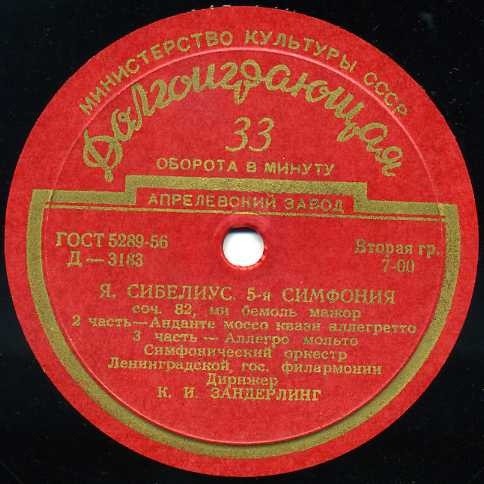 МИНИСТЕРСТВО КУЛЬТУРЫ СССР
Долгоиграющая
33
ОБОРОТА В МИНУТУ
АПРЕЛЕВСКИЙ ЗАВОД
ГОСТ 5289-56
Д—3183
Вторая гр.
7-00
Я. СИБЕЛИУС. 5-я СИМФОНИЯ
соч. 82, ми бемоль мажор
2 часть—Анданте моссо квази аллегретто
3 часть — Аллегро мольто
Симфонический оркестр
Ленинградской гос. филармонии
Дирижер
К. И. ЗАНДЕРЛИНГ